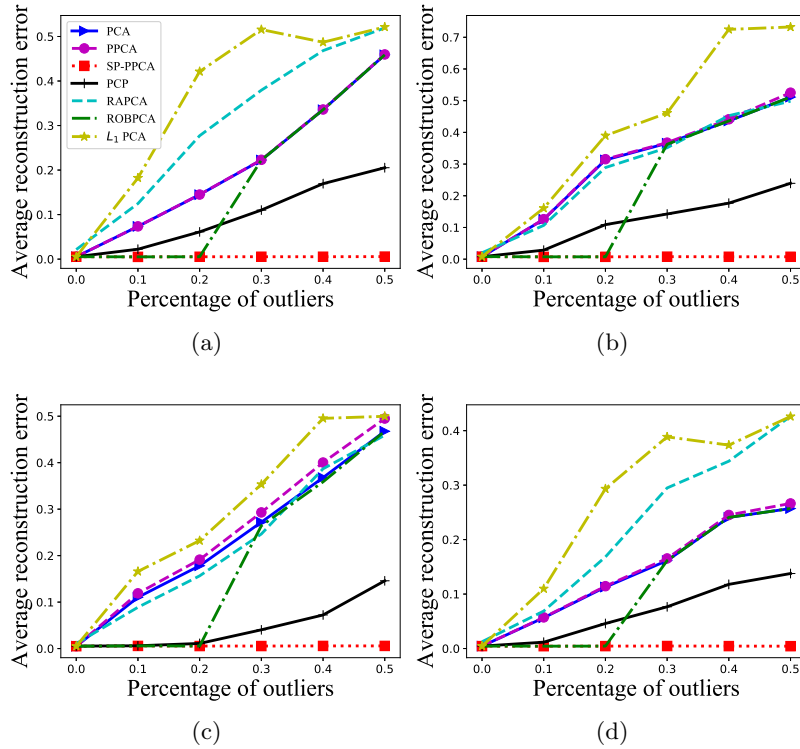 Average reconstruction error
0.5
0.4
0.3
0.2
0.1
0.0
PCA
PPCA
SP-PPCA
PCP
RAPCA
ROBPCA
L₁ PCA
0.0 0.1 0.2 0.3 0.4 0.5
Percentage of outliers
(a)
Average reconstruction error
0.7
0.6
0.5
0.4
0.3
0.2
0.1
0.0
0.0 0.1 0.2 0.3 0.4 0.5
Percentage of outliers
(b)
Average reconstruction error
0.5
0.4
0.3
0.2
0.1
0.0
0.0 0.1 0.2 0.3 0.4 0.5
Percentage of outliers
(c)
Average reconstruction error
0.5
0.4
0.3
0.2
0.1
0.0
0.0 0.1 0.2 0.3 0.4 0.5
Percentage of outliers
(d)